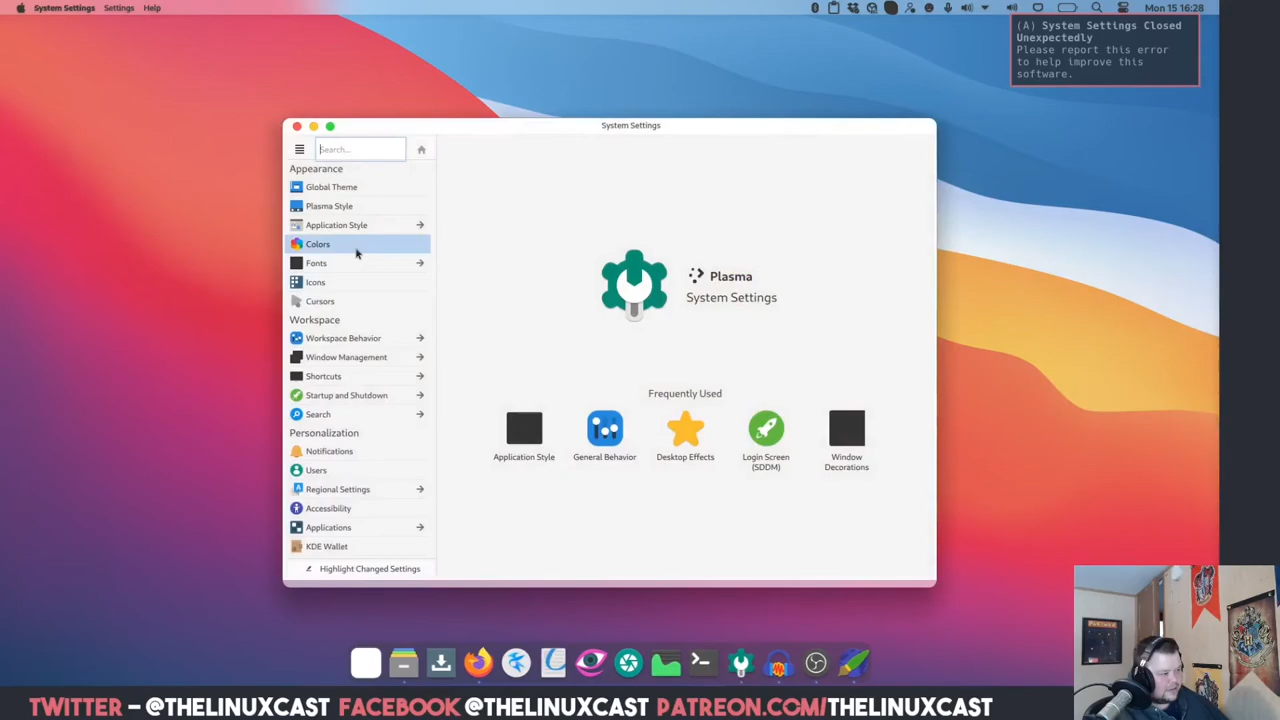 System Settings Settings Help
Mon 15 16:28
(A) System Settings Closed
Unexpectedly
Please report this error
to help improve this
software.
System Settings
Search...
Appearance
Global Theme
Plasma Style
Application Style
Colors
Fonts
Icons
Cursors
Workspace
Workspace Behavior
Window Management
Shortcuts
Startup and Shutdown
Search
Personalization
Notifications
Users
Regional Settings
Accessibility
Applications
KDE Wallet
Highlight Changed Settings
Plasma
System Settings
Frequently Used
Application Style
General Behavior
Desktop Effects
Login Screen
(SDDM)
Window
Decorations
TWITTER – @THELINUXCAST FACEBOOK @THELINUXCAST PATREON.COM/THELINUXCAST